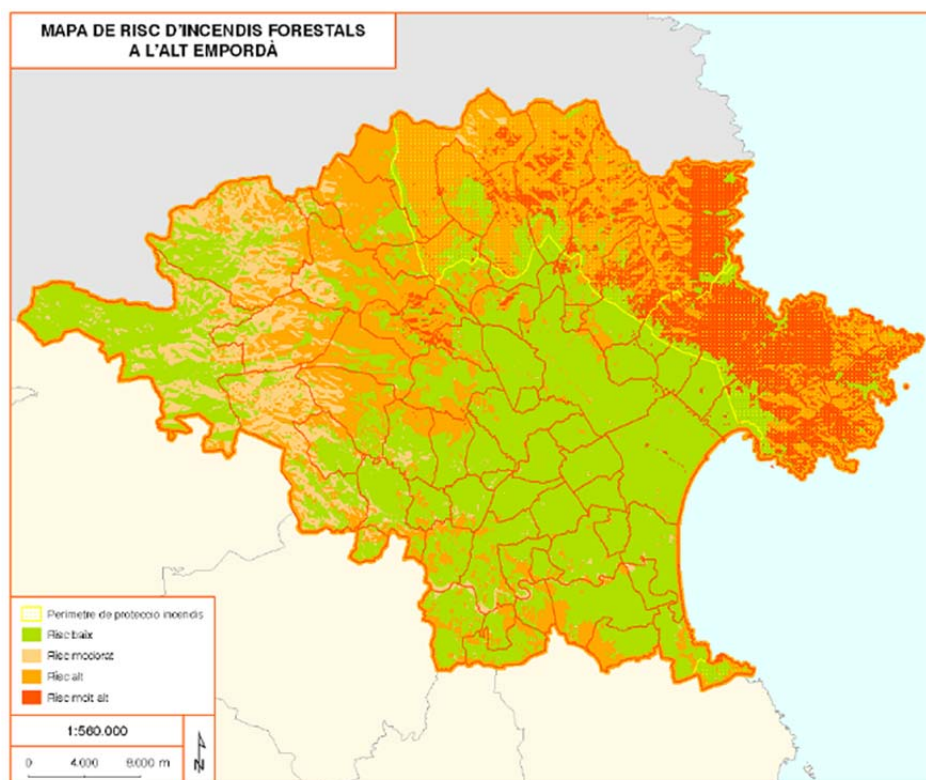 MAPA DE RISC D'INCENDIS FORESTALS
A L'ALT EMPORDÀ
Perímetre de protecció incendis
Risc baix
Risc moderat
Risc alt
Risc molt alt
1:560.000
0 4.000 8.000 m
N